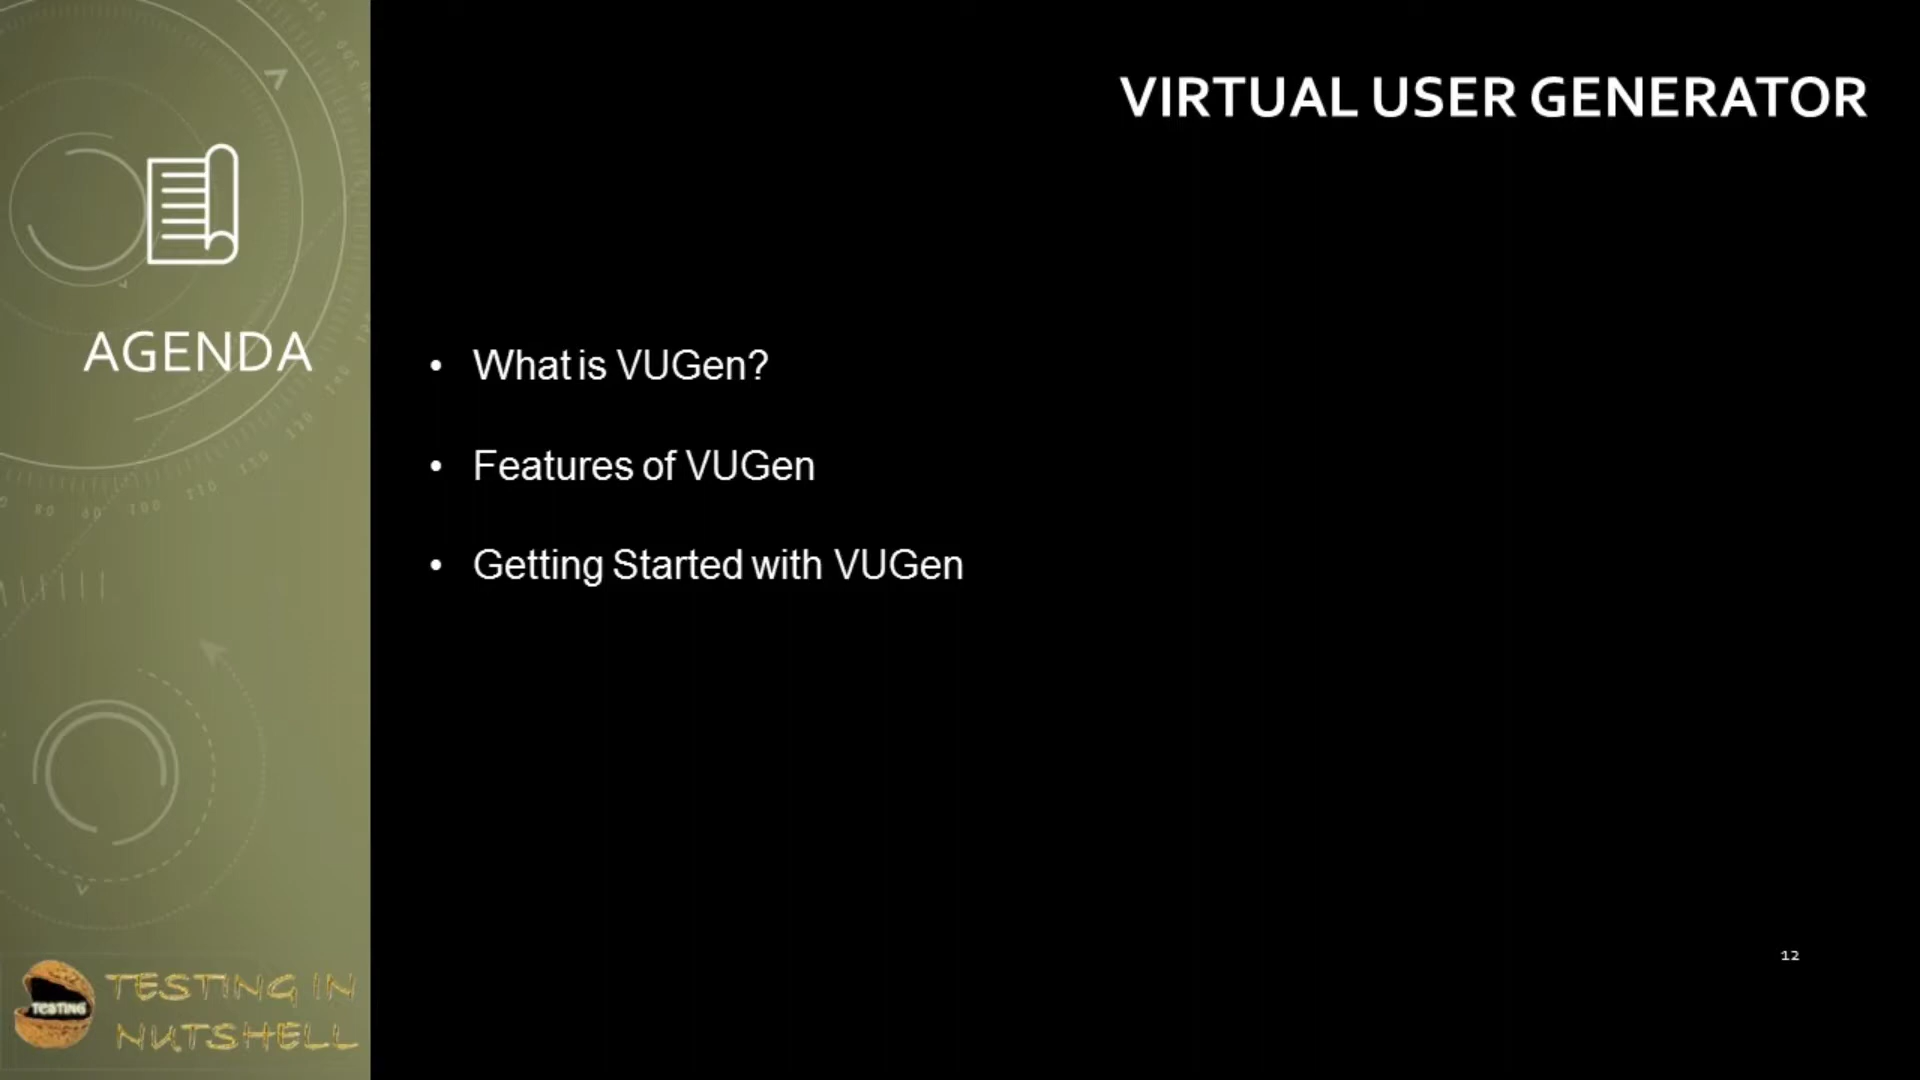 VIRTUAL USER GENERATOR
AGENDA
• What is VUGen?
• Features of VUGen
• Getting Started with VUGen
12
TESTING
TESTING IN
NUTSHELL